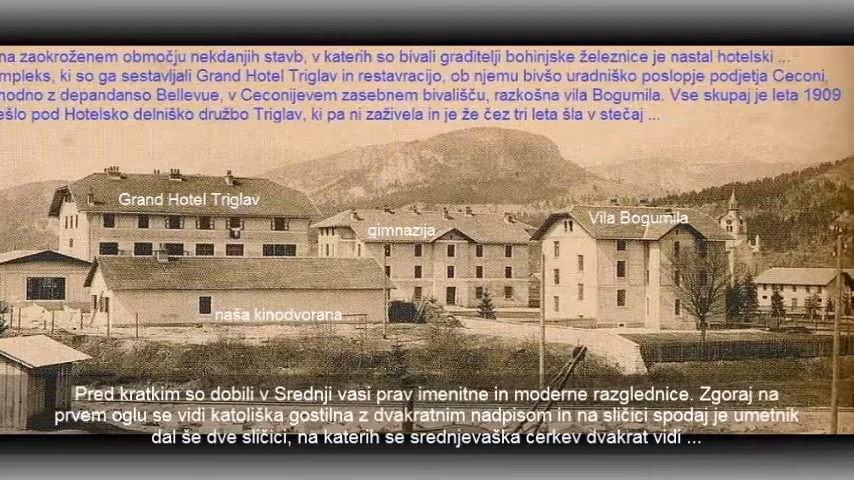 na zaokroženem območju nekdanjih stavb, v katerih so bivali graditelji bohinjske železnice je nastal hotelski ...
mpleks, ki so ga sestavljali Grand Hotel Triglav in restavracijo, ob njemu bivšo uradniško poslopje podjetja Ceconi,
hodno z depandanso Bellevue, v Ceconijevem zasebnem bivališču, razkošna vila Bogumila. Vse skupaj je leta 1909
ešlo pod Hotelsko delniško družbo Triglav, ki pa ni zaživela in je že čez tri leta šla v stečaj ...
Grand Hotel Triglav
gimnazija
Vila Bogumila
naša kinodvorana
Pred kratkim so dobili v Srednji vasi prav imenitne in moderne razglednice. Zgoraj na
prvem oglu se vidi katoliška gostilna z dvakratnim nadpisom in na sličici spodaj je umetnik
dal še dve sličici, na katerih se srednjevaška cerkev dvakrat vidi ...